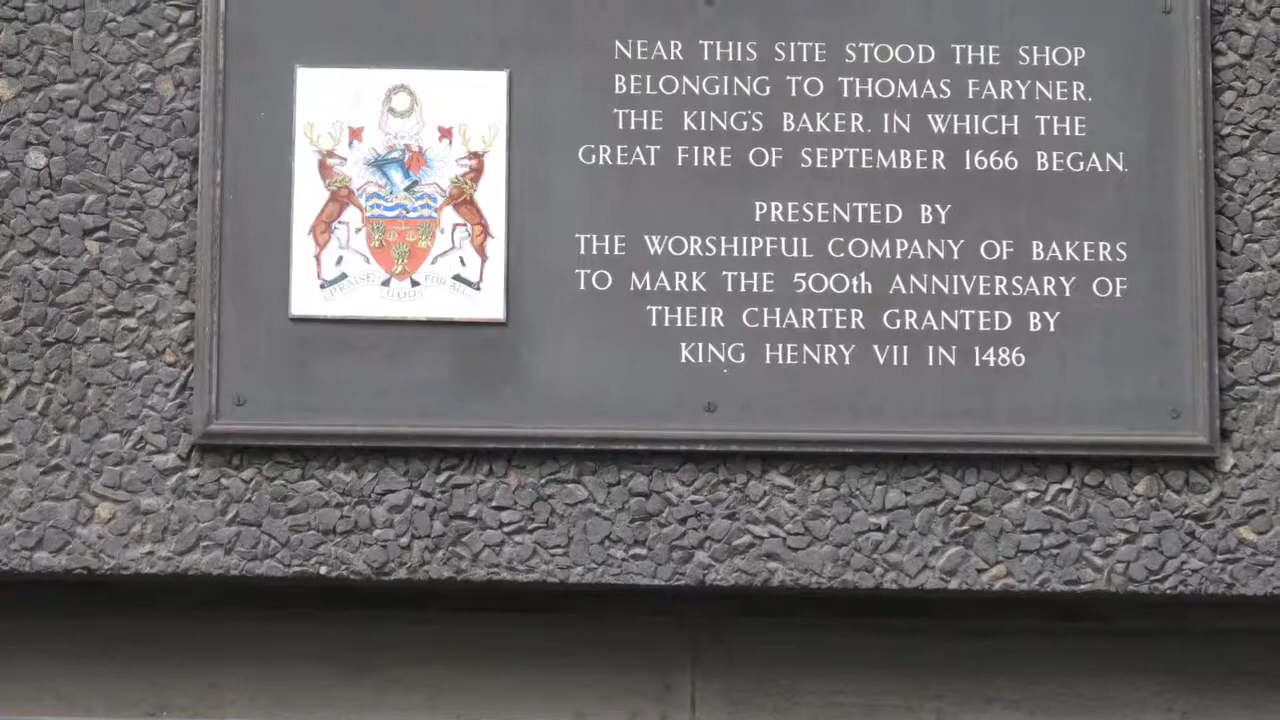 NEAR THIS SITE STOOD THE SHOP
BELONGING TO THOMAS FARYNER,
THE KING'S BAKER. IN WHICH THE
GREAT FIRE OF SEPTEMBER 1666 BEGAN.
PRESENTED BY
THE WORSHIPFUL COMPANY OF BAKERS
TO MARK THE 500th ANNIVERSARY OF
THEIR CHARTER GRANTED BY
KING HENRY VII IN 1486
PRAISE GOD FOR ALL